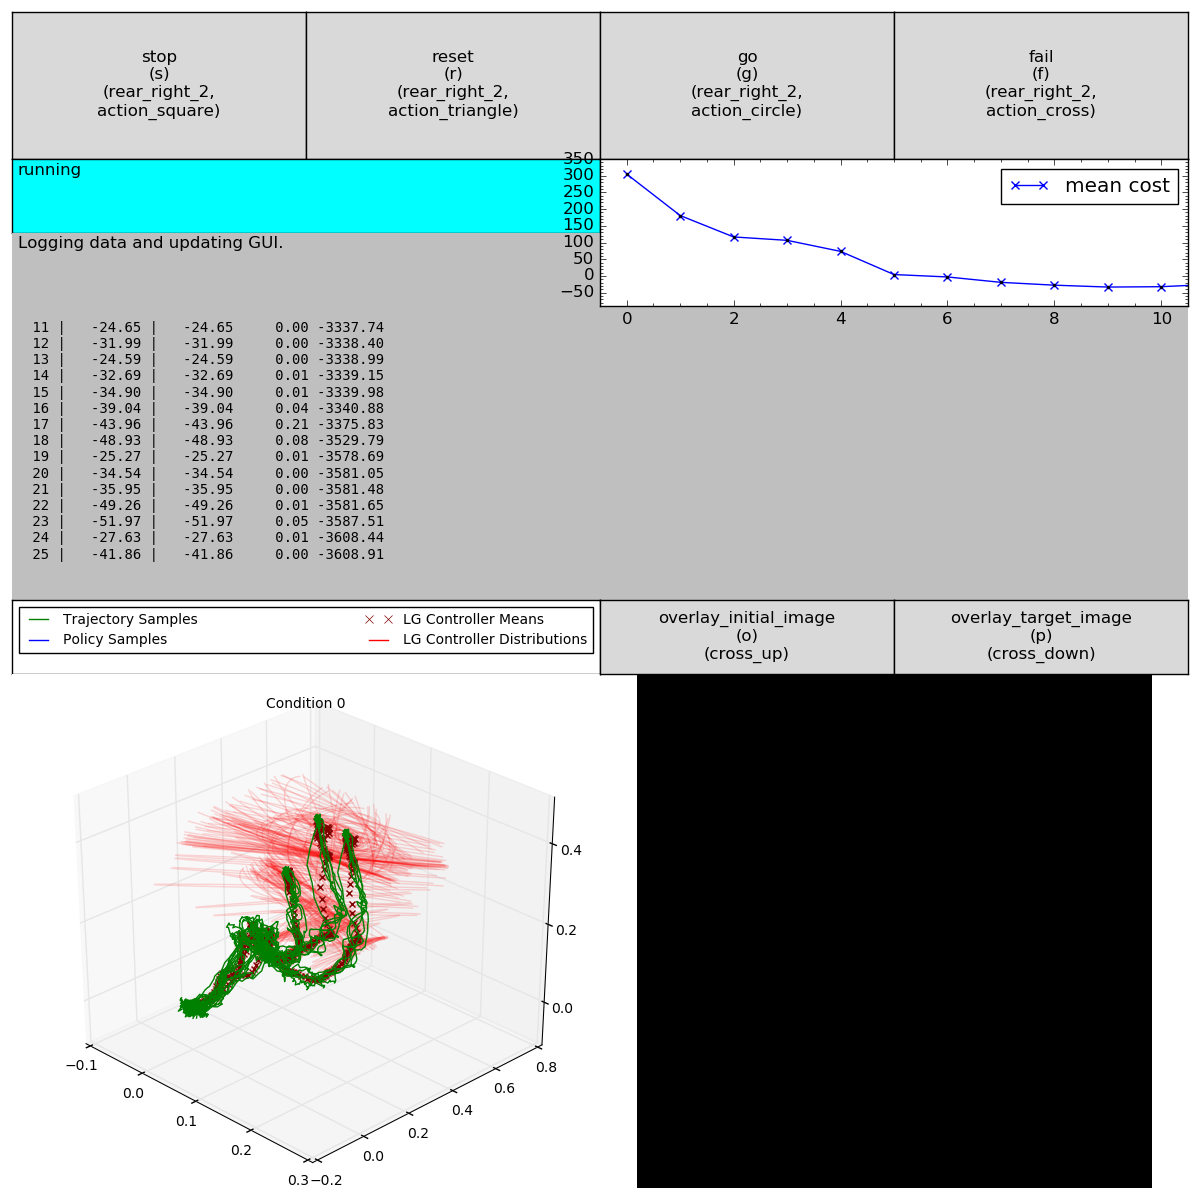 stop
(s)
(rear_right_2,
action_square)
reset
(r)
(rear_right_2,
action_triangle)
go
(g)
(rear_right_2,
action_circle)
fail
(f)
(rear_right_2,
action_cross)
running
350
300
250
200
150
100
50
0
−50
mean cost
0 2 4 6 8 10
Logging data and updating GUI.
11 | -24.65 | -24.65 0.00 -3337.74
12 | -31.99 | -31.99 0.00 -3338.40
13 | -24.59 | -24.59 0.00 -3338.99
14 | -32.69 | -32.69 0.01 -3339.15
15 | -34.90 | -34.90 0.01 -3339.98
16 | -39.04 | -39.04 0.04 -3340.88
17 | -43.96 | -43.96 0.21 -3375.83
18 | -48.93 | -48.93 0.08 -3529.79
19 | -25.27 | -25.27 0.01 -3578.69
20 | -34.54 | -34.54 0.00 -3581.05
21 | -35.95 | -35.95 0.00 -3581.48
22 | -49.26 | -49.26 0.01 -3581.65
23 | -51.97 | -51.97 0.05 -3587.51
24 | -27.63 | -27.63 0.01 -3608.44
25 | -41.86 | -41.86 0.00 -3608.91
Trajectory Samples
Policy Samples
LG Controller Means
LG Controller Distributions
overlay_initial_image
(o)
(cross_up)
overlay_target_image
(p)
(cross_down)
Condition 0
0.4
0.2
0.0
−0.1
0.0
0.1
0.2
0.3
−0.2
0.0
0.2
0.4
0.6
0.8